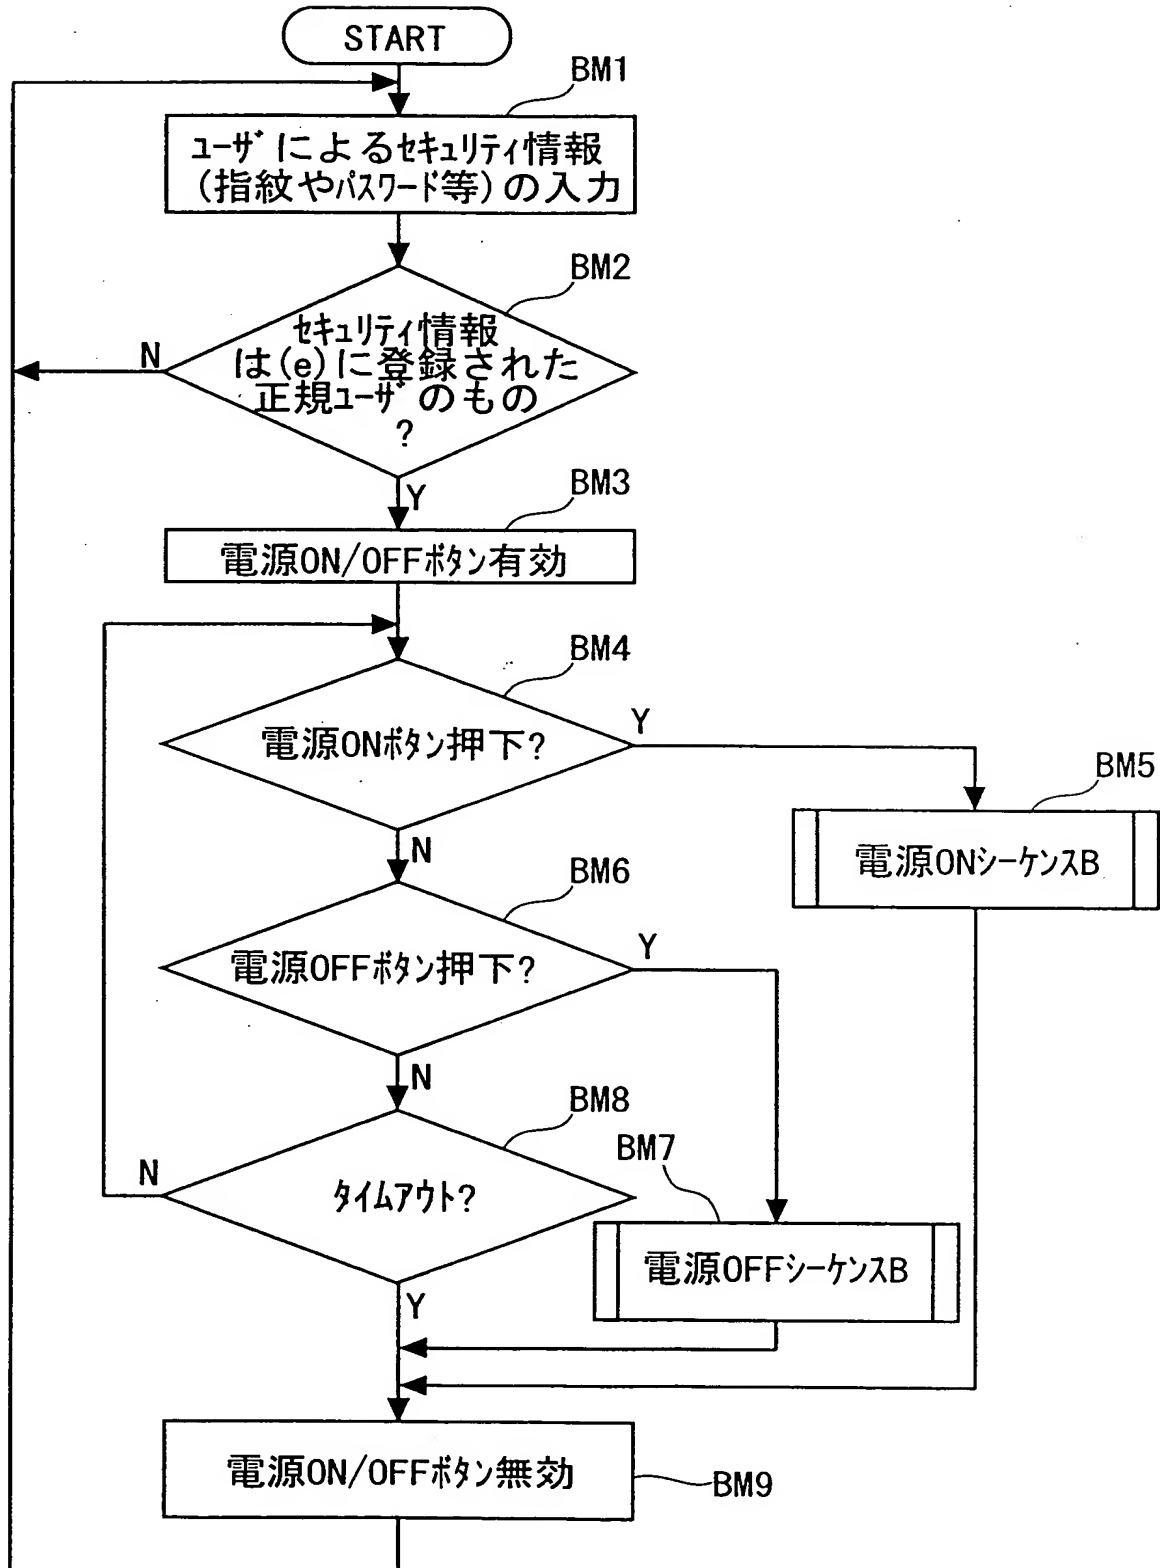 START
BM1
ユーザによるセキュリティ情報
(指紋やパスワード等)の入力
BM2
セキュリティ情報
は(e)に登録された
正規ユーザのもの
?
N
Y
BM3
電源ON/OFFボタン有効
BM4
電源ONボタン押下?
Y
N
BM5
電源ONシーケンスB
BM6
電源OFFボタン押下?
Y
N
BM8
タイムアウト?
N
Y
BM7
電源OFFシーケンスB
電源ON/OFFボタン無効
BM9